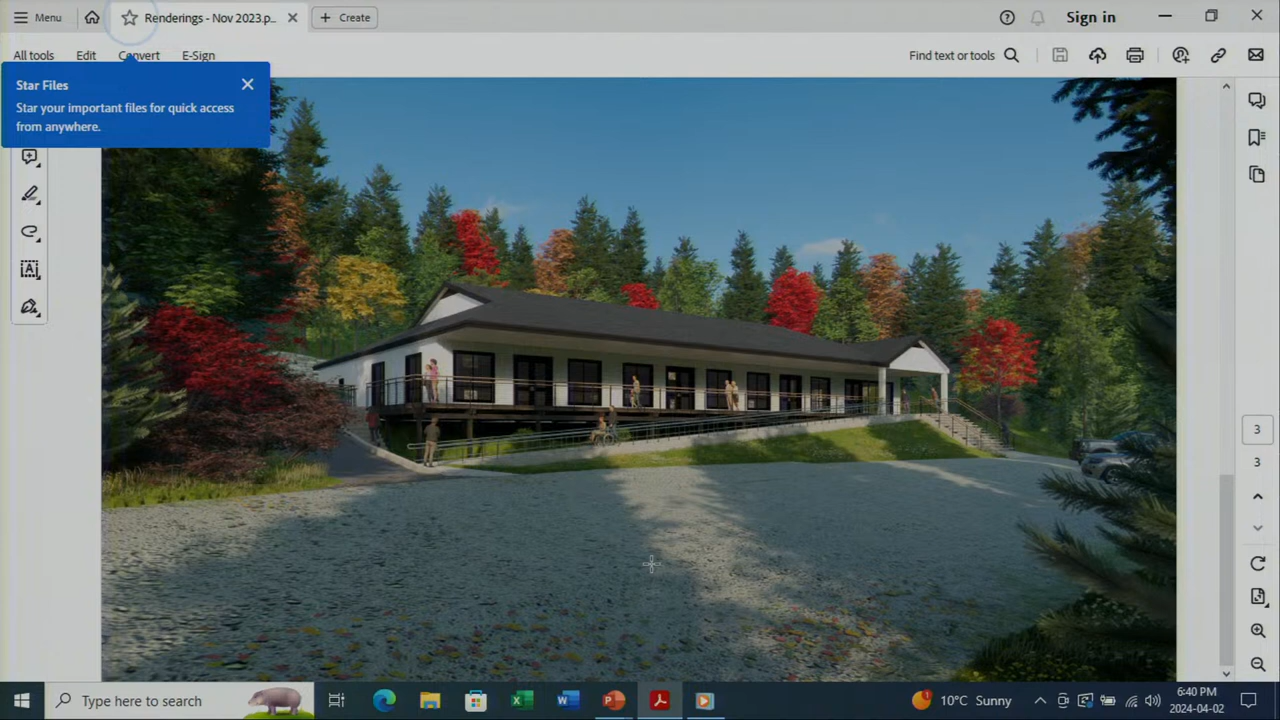 Menu
Renderings - Nov 2023.p...
Create
Sign in
All tools
Edit
Convert
E-Sign
Find text or tools
Star Files
Star your important files for quick access
from anywhere.
3
3
Type here to search
1
10°C Sunny
6:40 PM
2024-04-02